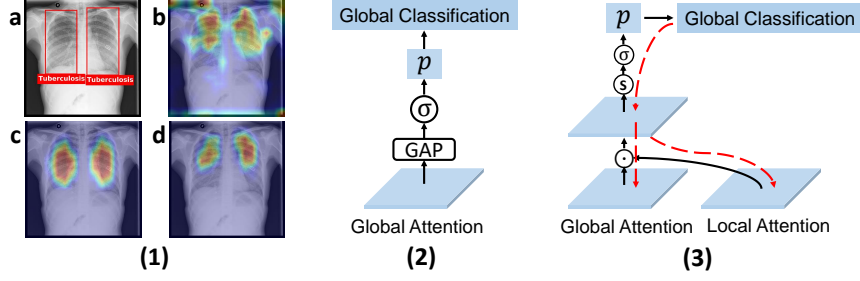 a
b
Tuberculosis
Tuberculosis
c
d
(1)
Global Classification
p
σ
GAP
Global Attention
(2)
p
Global Classification
σ
s
Global Attention
Local Attention
(3)